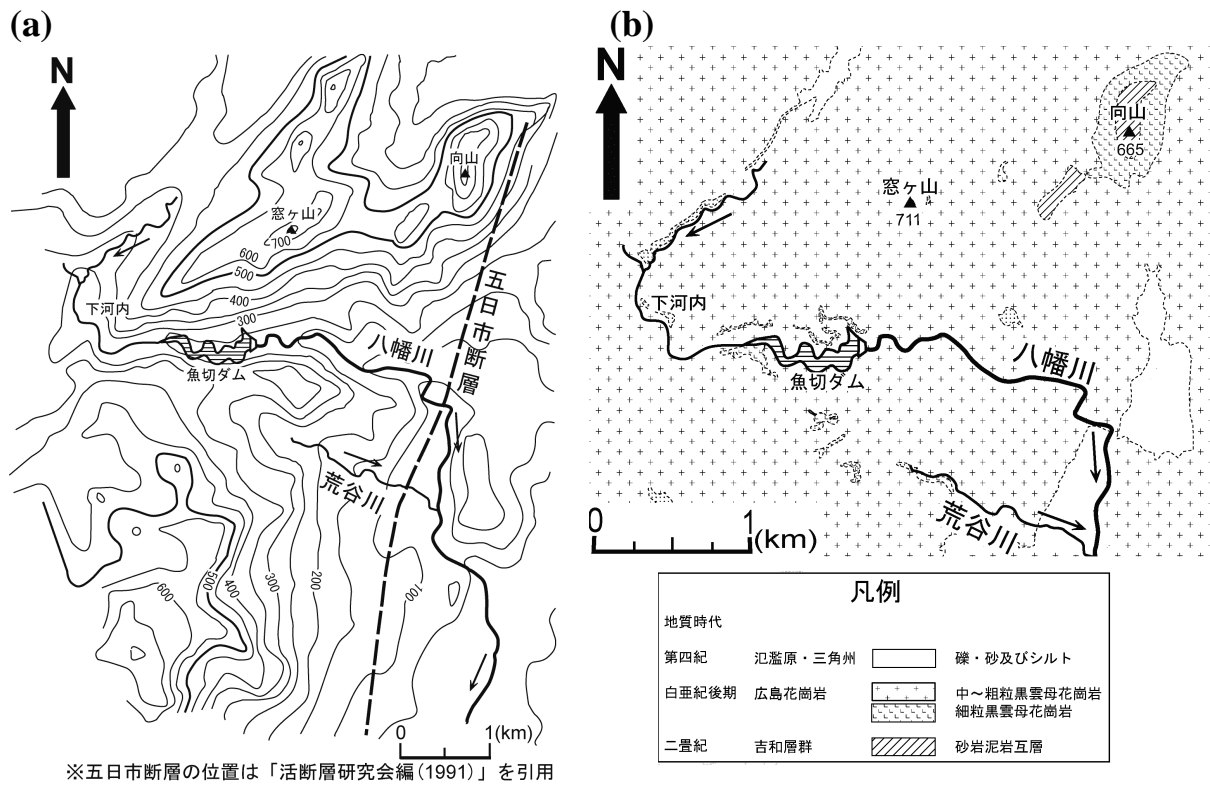 (a)
N
向山
窓ヶ山
700
600
500
400
300
下河内
五日市断層
八幡川
魚切ダム
荒谷川
600
500
400
300
200
100
0 1(km)
※五日市断層の位置は「活断層研究会編(1991)」を引用
(b)
N
向山
665
窓ヶ山
711
下河内
八幡川
魚切ダム
荒谷川
0 1(km)
凡例
地質時代
第四紀 氾濫原・三角州 礫・砂及びシルト
白亜紀後期 広島花崗岩 中～粗粒黒雲母花崗岩
細粒黒雲母花崗岩
二畳紀 吉和層群 砂岩泥岩互層